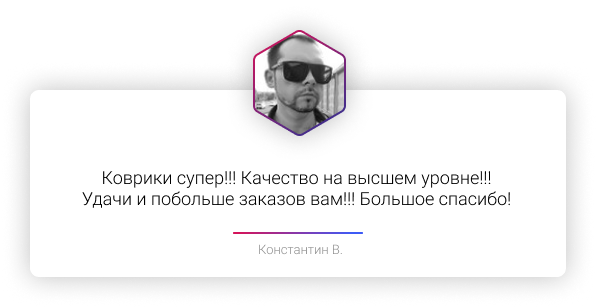 Коврики супер!!! Качество на высшем уровне!!!
Удачи и побольше заказов вам!!! Большое спасибо!
Константин В.